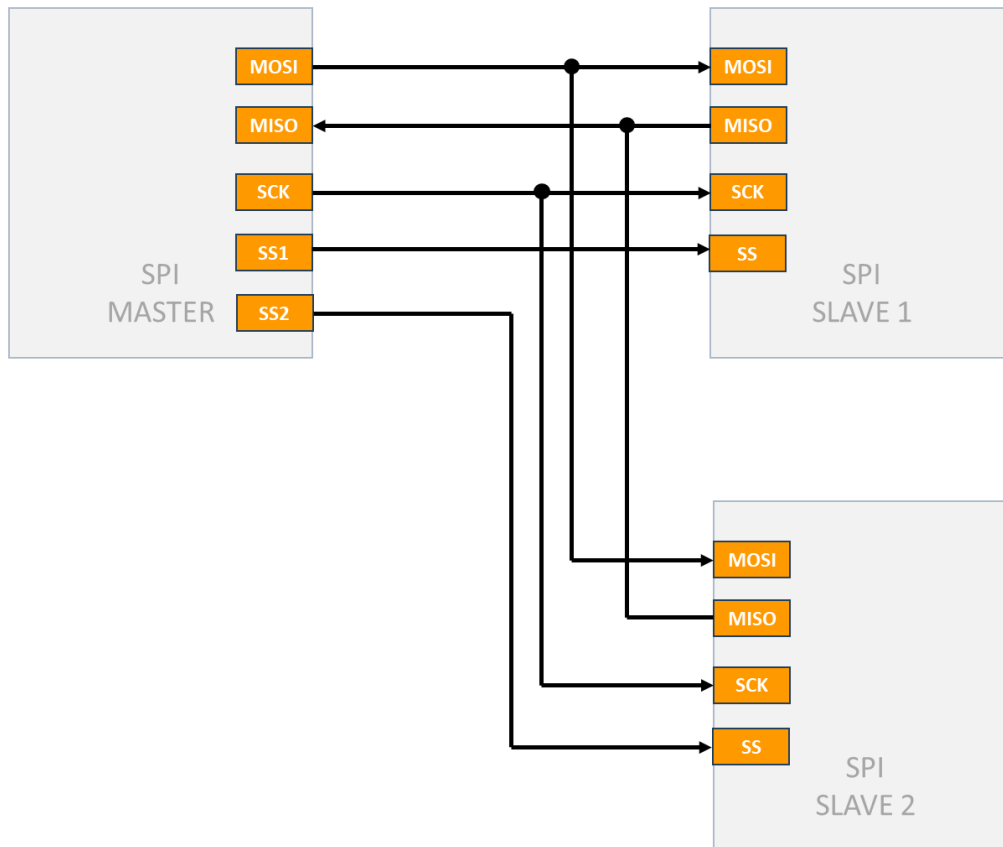 MOSI
MISO
SCK
SS1
SS2
SPI
MASTER
MOSI
MISO
SCK
SS
SPI
SLAVE 1
MOSI
MISO
SCK
SS
SPI
SLAVE 2